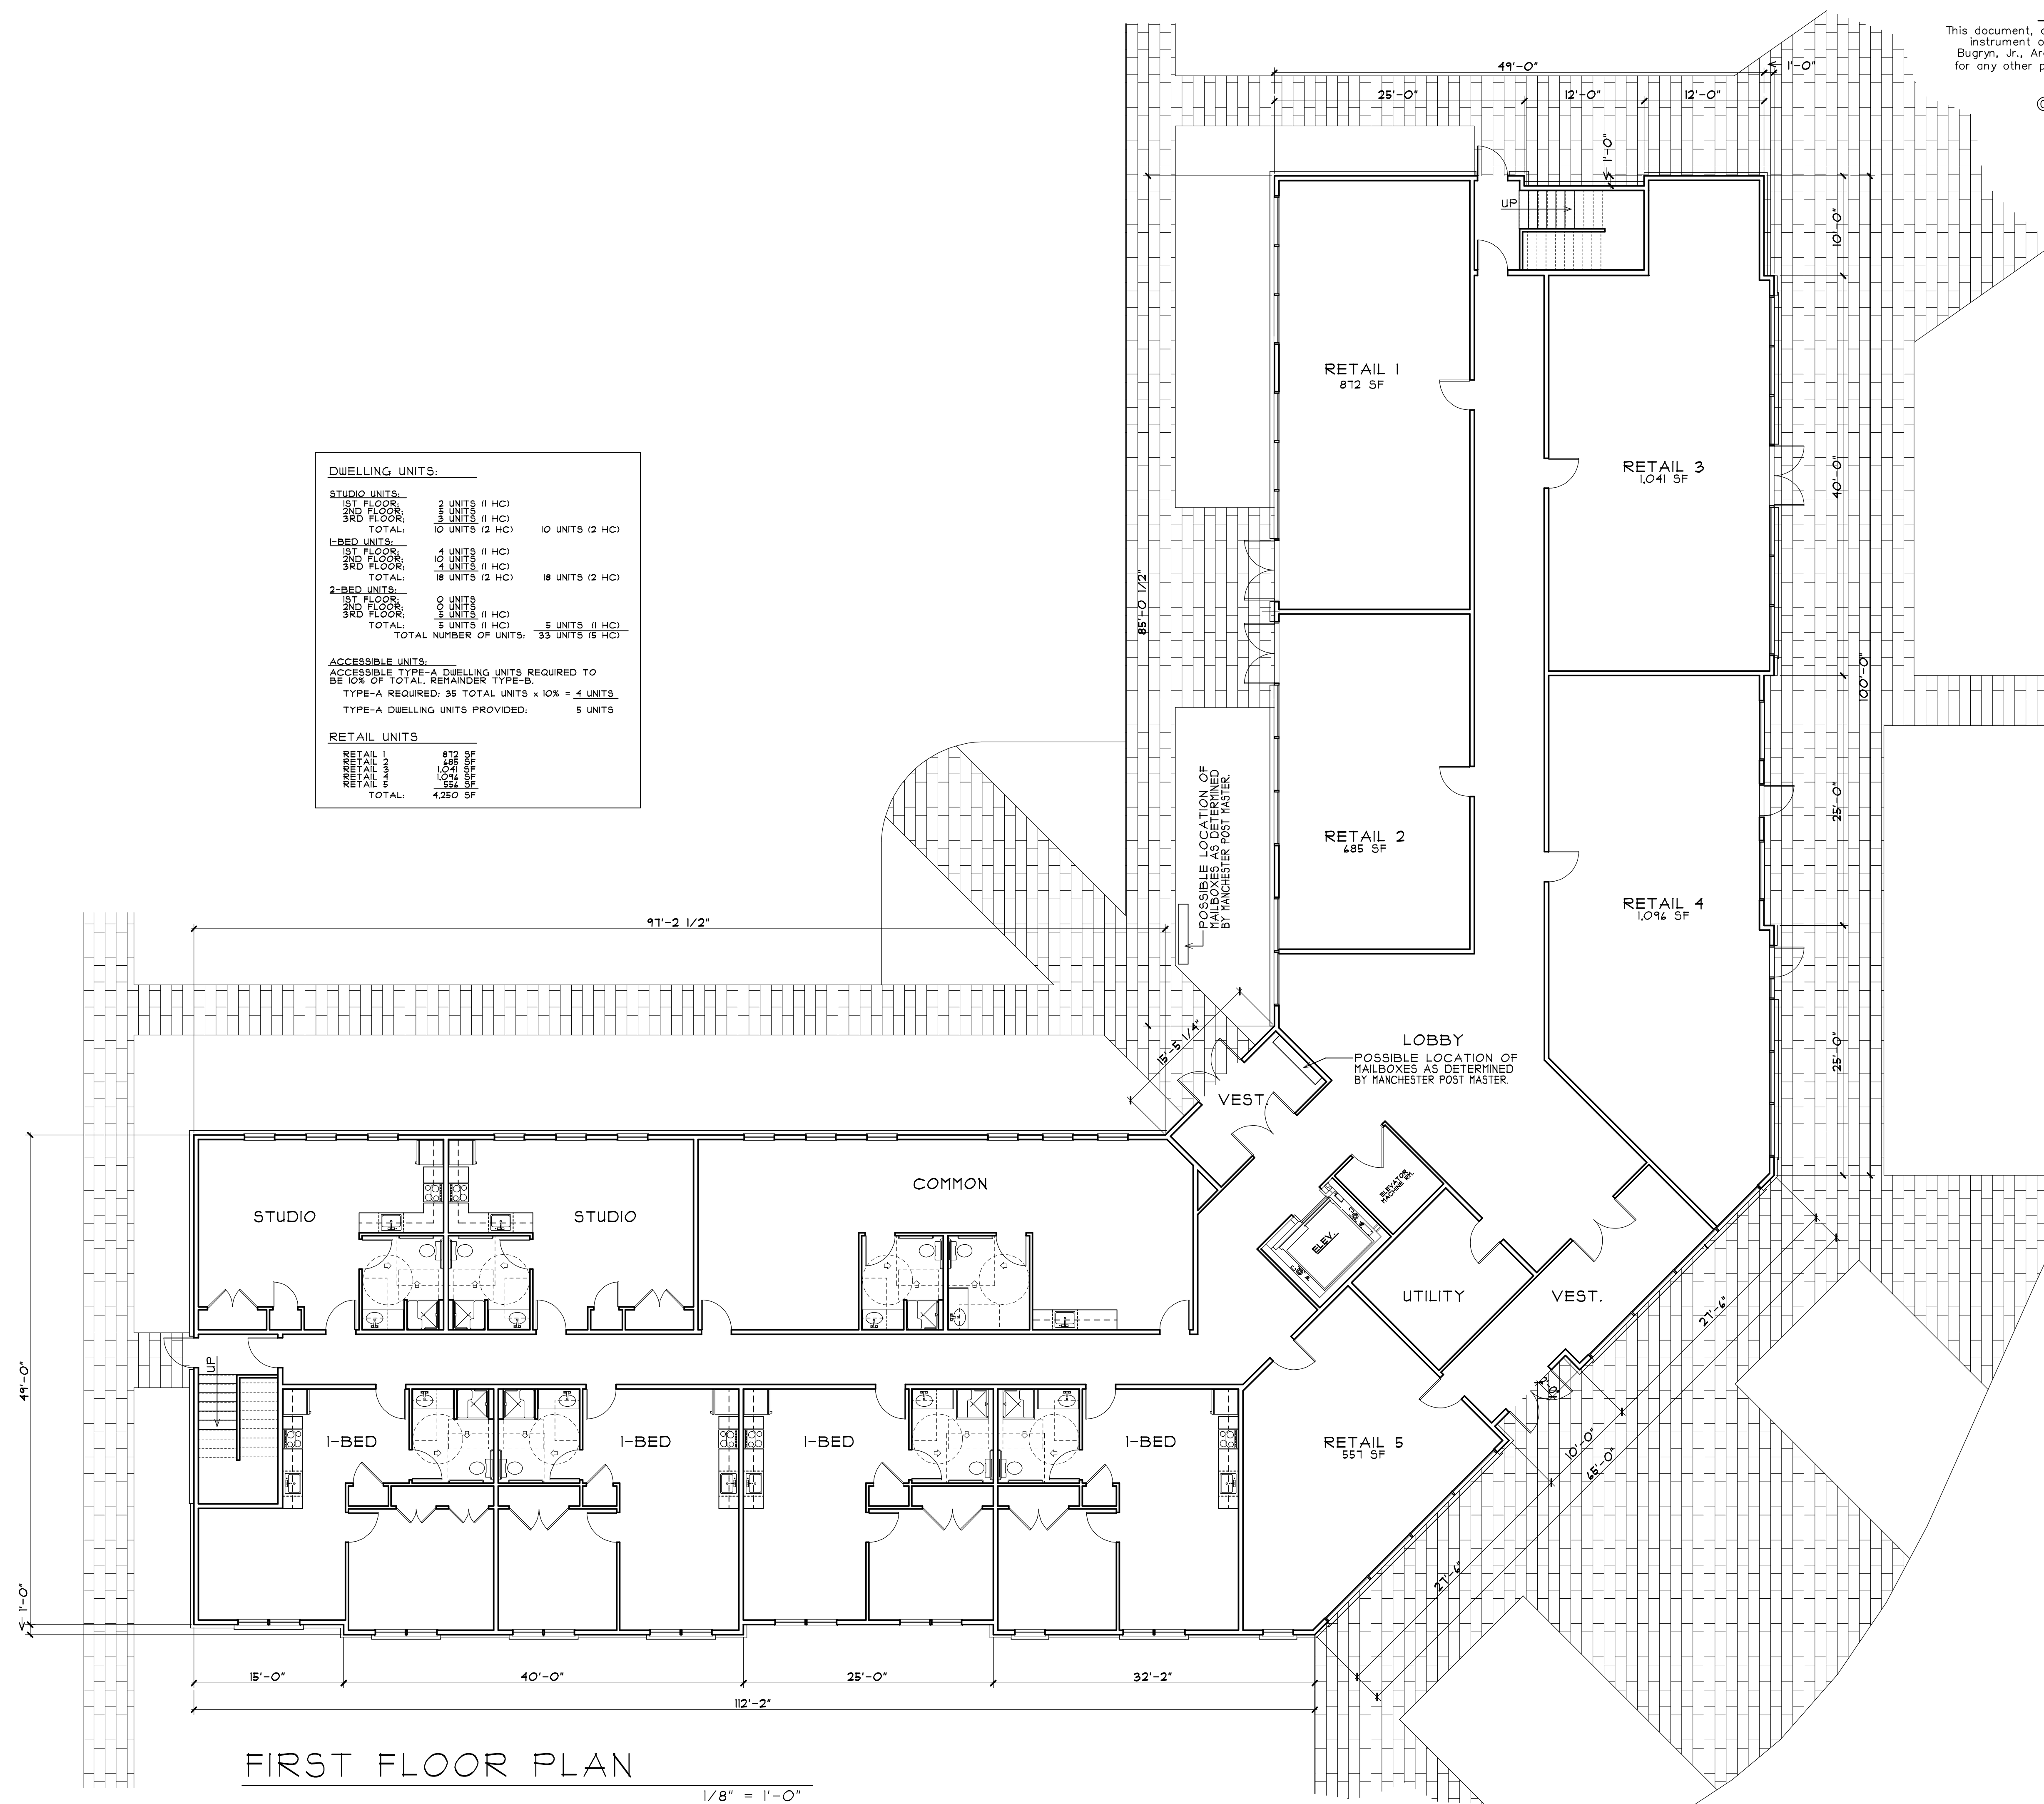 This document,
instrument o
Bugryn, Jr., Ar
for any other p
©
49'-0"
1'-0"
25'-0"
12'-0"
12'-0"
1'-0"
UP
10'-0"
RETAIL 1
872 SF
RETAIL 3
1,041 SF
40'-0"
DWELLING UNITS:
STUDIO UNITS:
1ST FLOOR: 2 UNITS (1 HC)
2ND FLOOR: 5 UNITS
3RD FLOOR: 3 UNITS (1 HC)
TOTAL: 10 UNITS (2 HC) 10 UNITS (2 HC)
1-BED UNITS:
1ST FLOOR: 4 UNITS (1 HC)
2ND FLOOR: 10 UNITS
3RD FLOOR: 4 UNITS (1 HC)
TOTAL: 18 UNITS (2 HC) 18 UNITS (2 HC)
2-BED UNITS:
1ST FLOOR: 0 UNITS
2ND FLOOR: 0 UNITS
3RD FLOOR: 5 UNITS (1 HC)
TOTAL: 5 UNITS (1 HC) 5 UNITS (1 HC)
TOTAL NUMBER OF UNITS: 33 UNITS (5 HC)
ACCESSIBLE UNITS:
ACCESSIBLE TYPE-A DWELLING UNITS REQUIRED TO
BE 10% OF TOTAL, REMAINDER TYPE-B.
TYPE-A REQUIRED: 35 TOTAL UNITS x 10% = 4 UNITS
TYPE-A DWELLING UNITS PROVIDED: 5 UNITS
RETAIL UNITS
RETAIL 1 872 SF
RETAIL 2 685 SF
RETAIL 3 1,041 SF
RETAIL 4 1,096 SF
RETAIL 5 556 SF
TOTAL: 4,250 SF
85'-0 1/2"
100'-0"
25'-0"
RETAIL 2
685 SF
POSSIBLE LOCATION OF
MAILBOXES AS DETERMINED
BY MANCHESTER POST MASTER.
RETAIL 4
1,096 SF
97'-2 1/2"
15'-5 1/4"
25'-0"
LOBBY
POSSIBLE LOCATION OF
MAILBOXES AS DETERMINED
BY MANCHESTER POST MASTER.
VEST.
COMMON
ELEVATOR
MACHINE RM.
STUDIO
STUDIO
ELEV.
UTILITY
VEST.
27'-6"
UP
49'-0"
2'-0"
1-BED
1-BED
1-BED
1-BED
RETAIL 5
557 SF
10'-0"
65'-0"
27'-6"
1'-0"
15'-0"
40'-0"
25'-0"
32'-2"
112'-2"
FIRST FLOOR PLAN
1/8" = 1'-0"